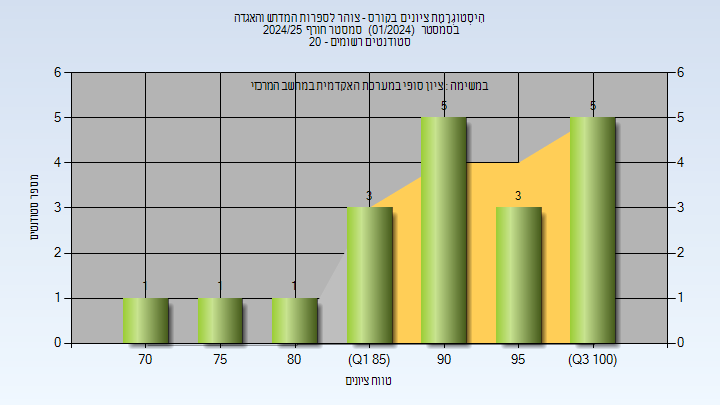 היסטוגרמת ציונים בקורס - צוהר לספרות המדרש והאגדה
בסמסטר (01/2024) סמסטר חורף 2024/25
סטודנטים רשומים - 20
במשימה : ציון סופי במערכת האקדמית במחשב המרכזי
6 6
5 5
4 4
3 3
2 2
1 1
0 0
1 1 1 3 5 3 5
70 75 80 (Q1 85) 90 95 (Q3 100)
מספר סטודנטים
טווח ציונים